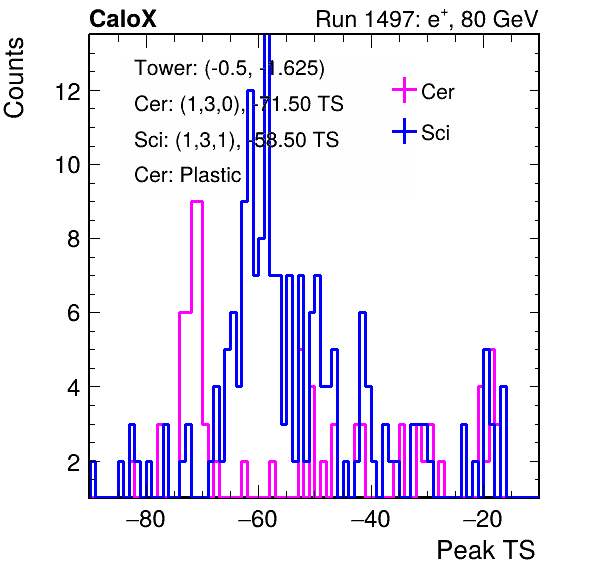 CaloX Run 1497: e⁺, 80 GeV
Counts
Tower: (-0.5, -1.625)
Cer: (1,3,0), -71.50 TS
Sci: (1,3,1), -58.50 TS
Cer: Plastic
Cer
Sci
12
10
8
6
4
2
−80 −60 −40 −20
Peak TS